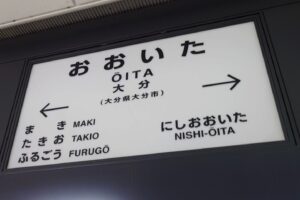 おおいた
ŌITA
大分
(大分県大分市)
← →
まき MAKI
たきお TAKIO
ふるごう FURUGŌ
にしおおいた
NISHI-ŌITA